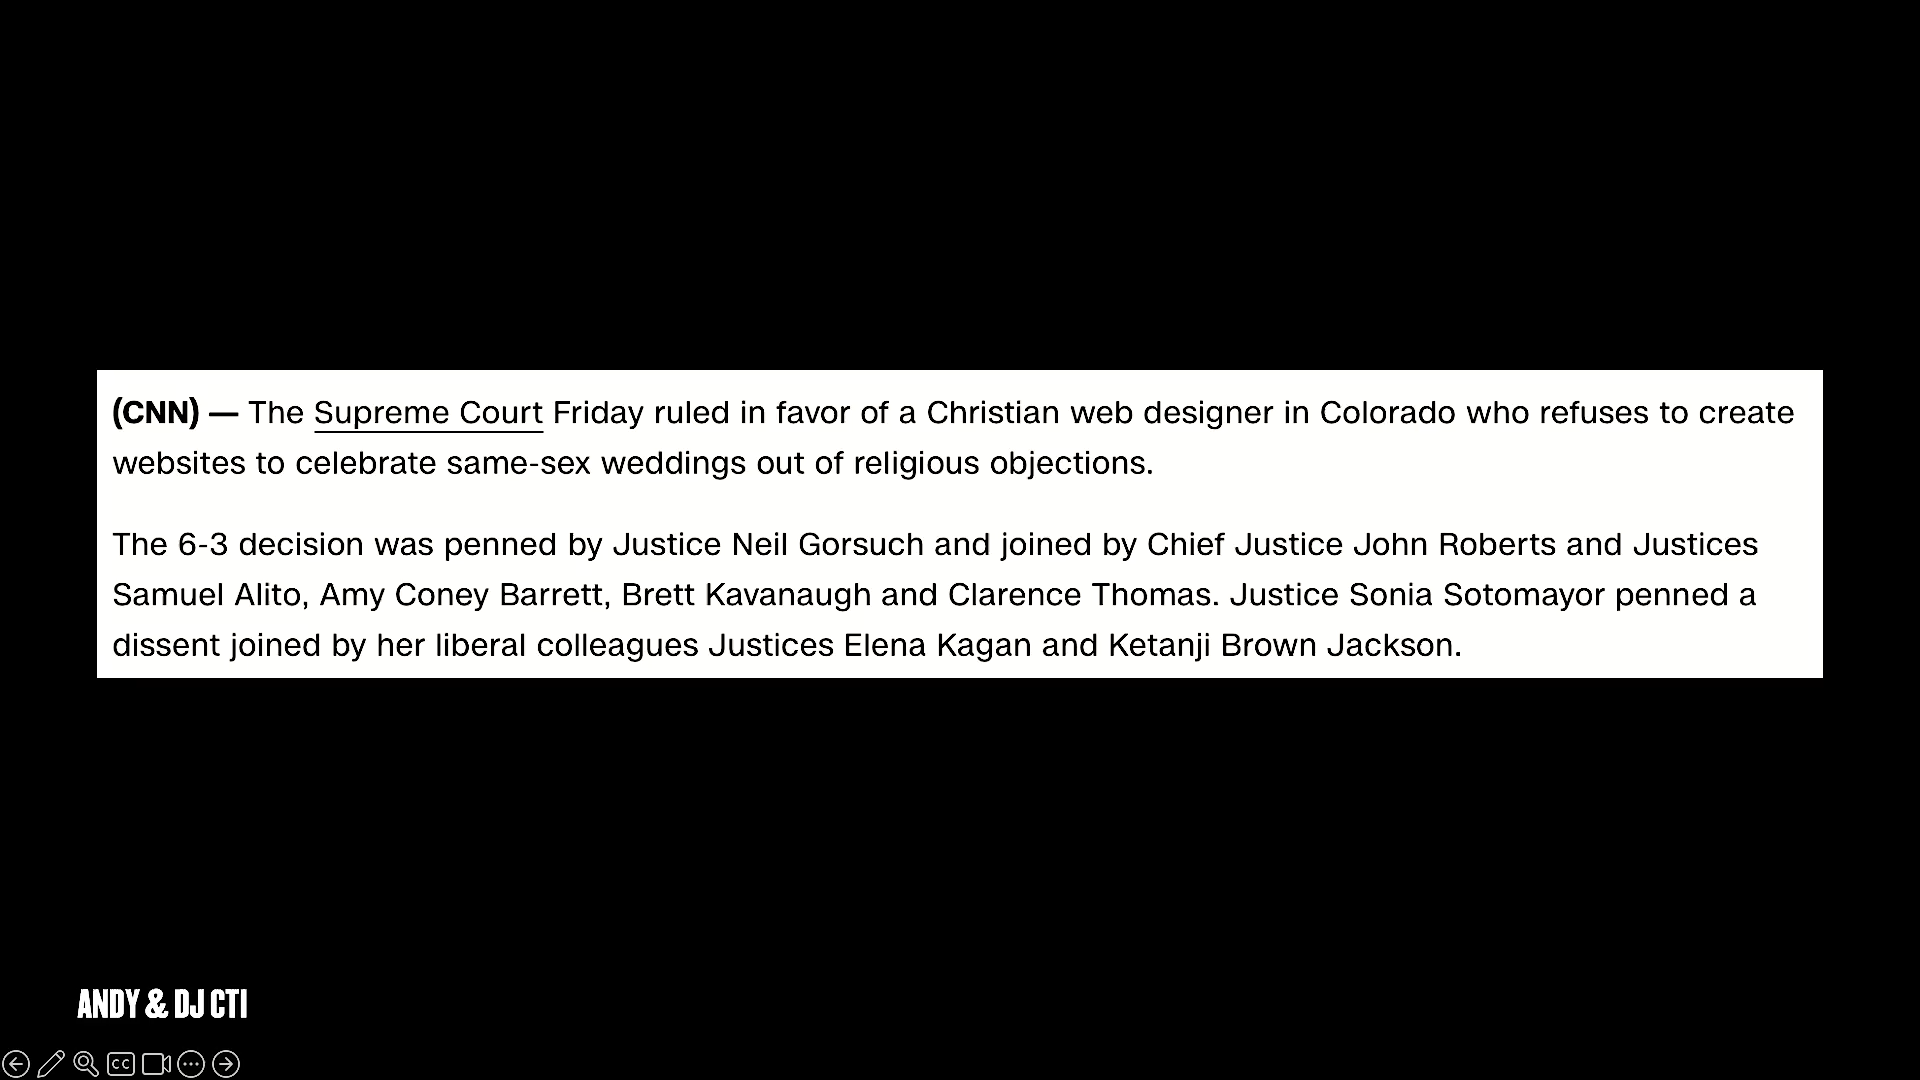 (CNN) — The Supreme Court Friday ruled in favor of a Christian web designer in Colorado who refuses to create
websites to celebrate same-sex weddings out of religious objections.
The 6-3 decision was penned by Justice Neil Gorsuch and joined by Chief Justice John Roberts and Justices
Samuel Alito, Amy Coney Barrett, Brett Kavanaugh and Clarence Thomas. Justice Sonia Sotomayor penned a
dissent joined by her liberal colleagues Justices Elena Kagan and Ketanji Brown Jackson.
ANDY & DJ CTI
CC